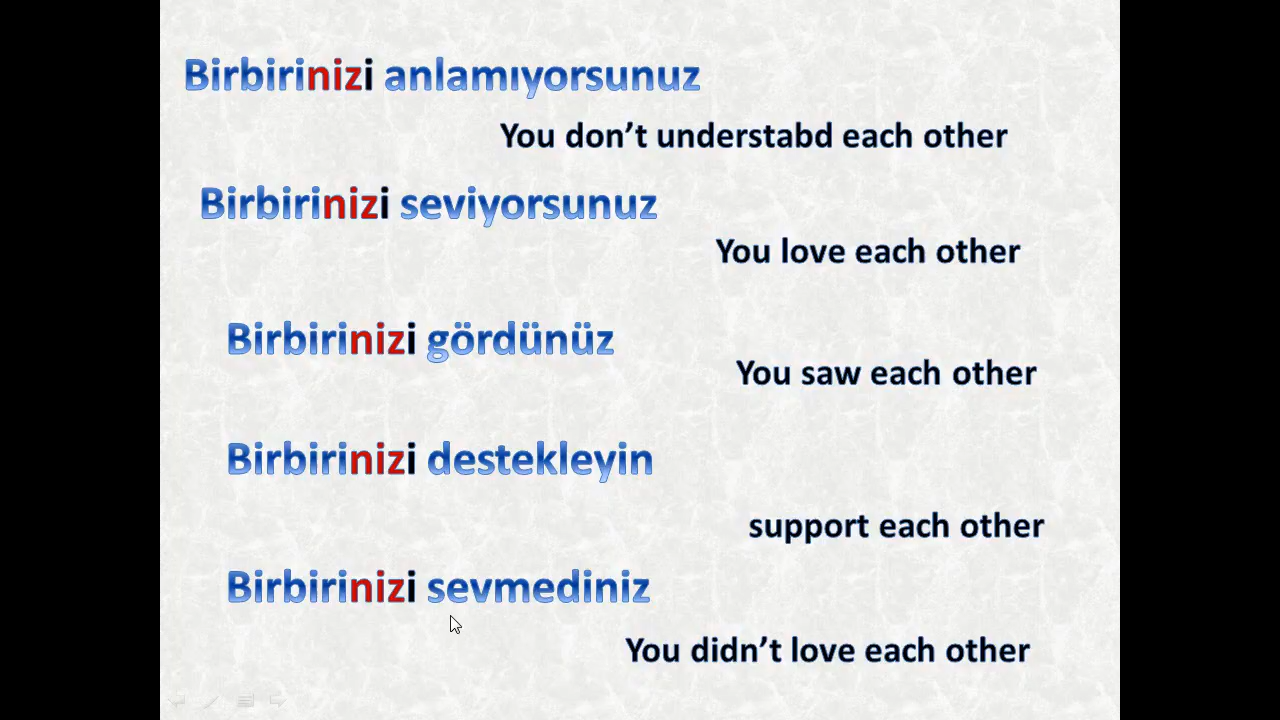 Birbirinizi anlamıyorsunuz
You don’t understabd each other
Birbirinizi seviyorsunuz
You love each other
Birbirinizi gördünüz
You saw each other
Birbirinizi destekleyin
support each other
Birbirinizi sevmediniz
You didn’t love each other